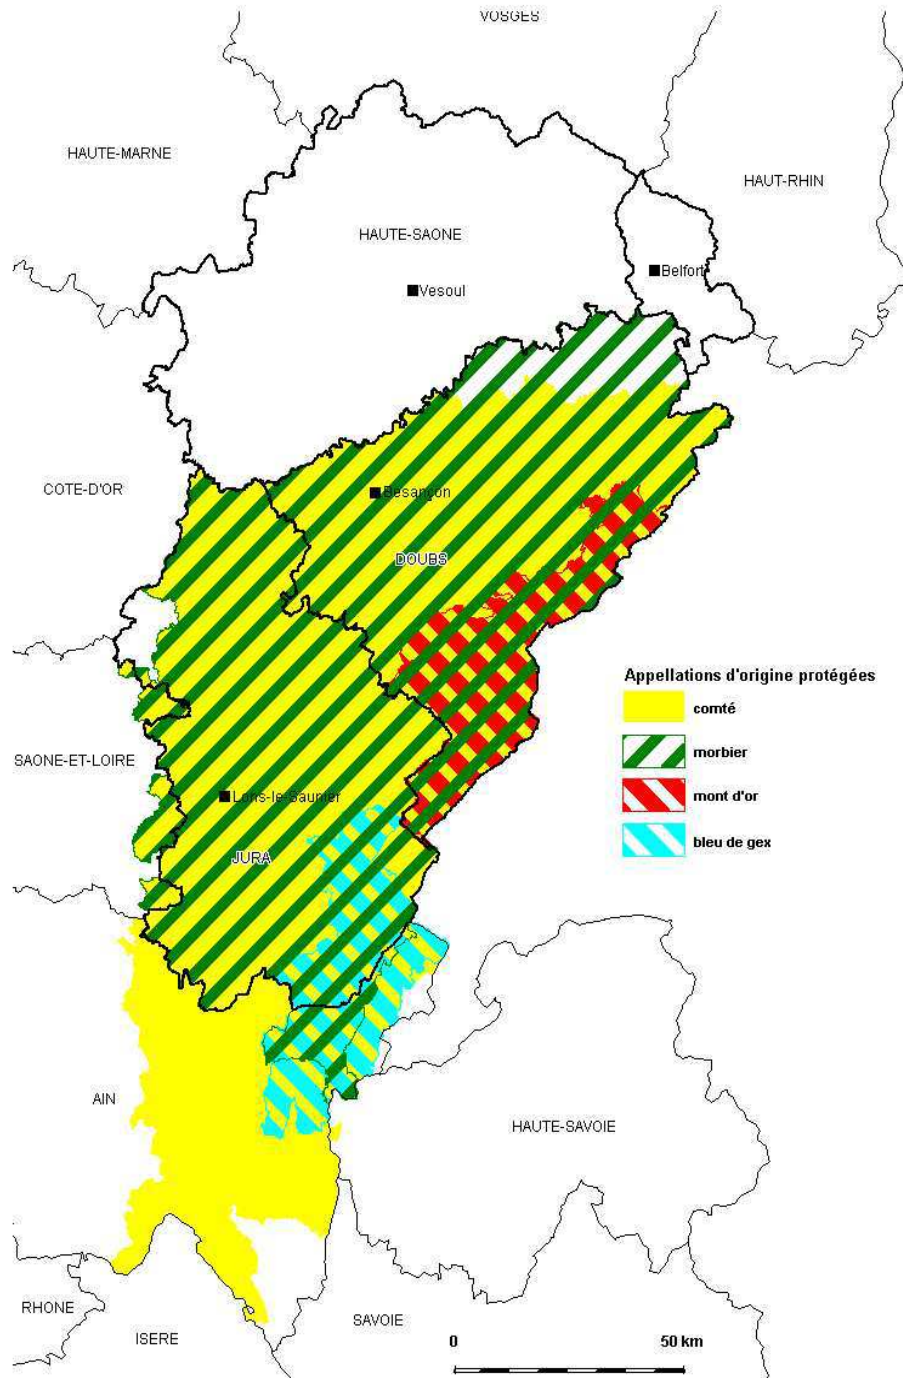 VOSGES
HAUTE-MARNE
HAUT-RHIN
HAUTE-SAONE
Belfort
Vesoul
COTE-D'OR
Besançon
DOUBS
Appellations d'origine protégées
comté
morbier
mont d'or
bleu de gex
SAONE-ET-LOIRE
Lons-le-Saunier
JURA
AIN
HAUTE-SAVOIE
RHONE
ISERE
SAVOIE
0 50 km